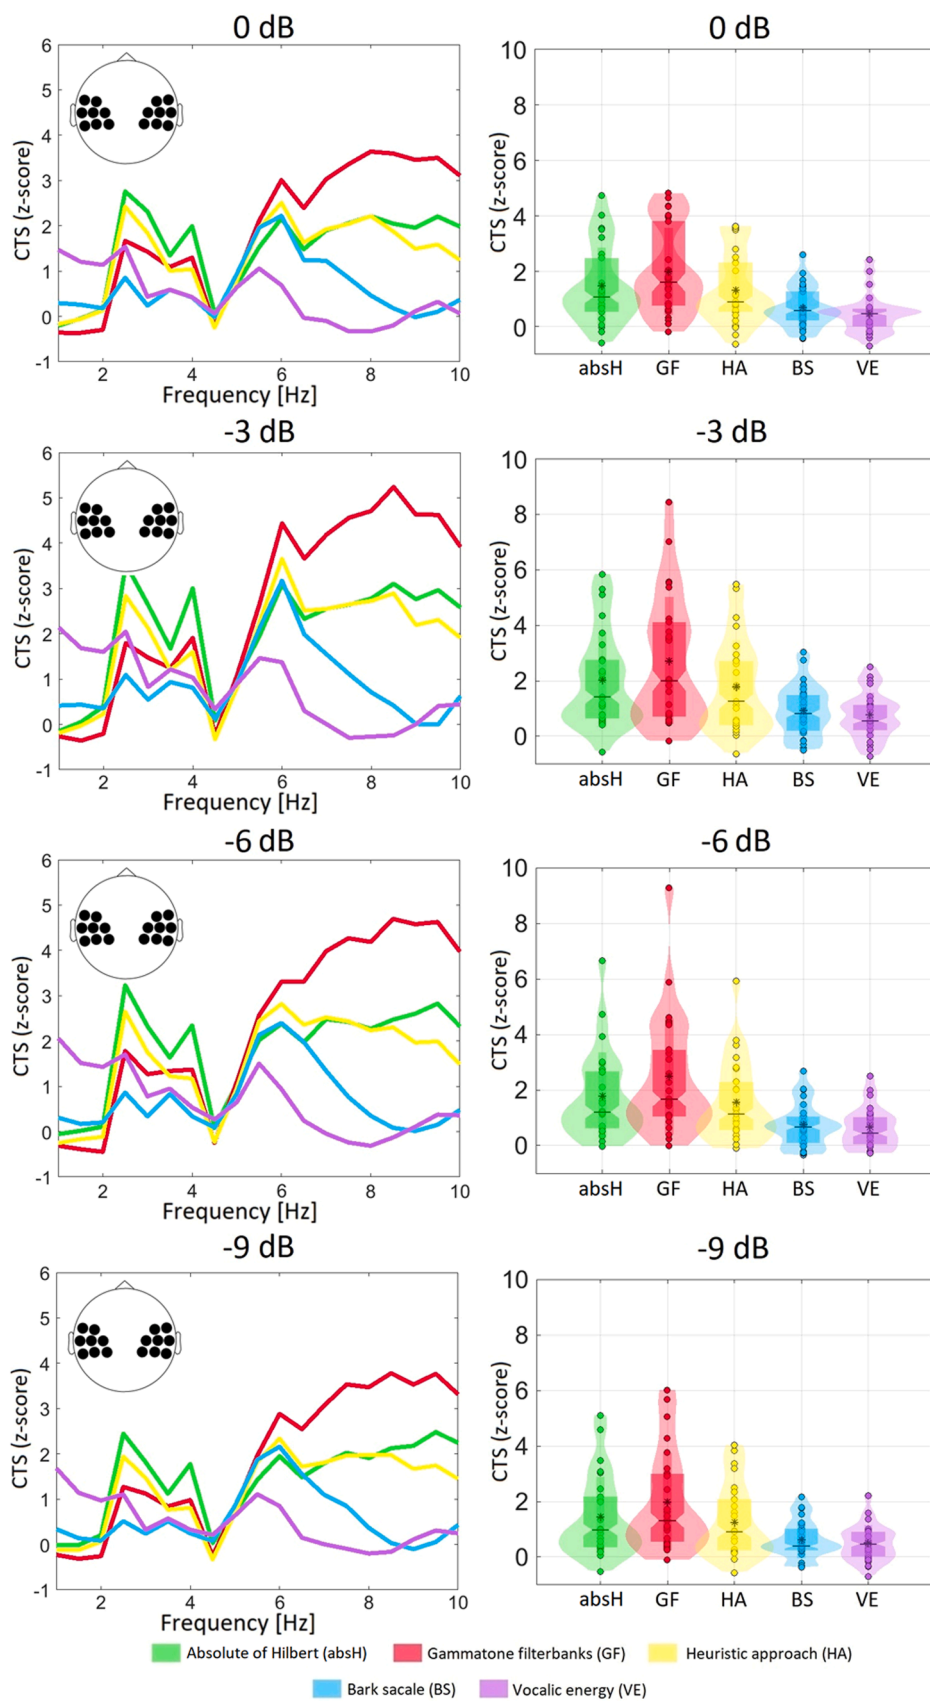 0 dB
6
5
4
3
2
1
0
-1
CTS (z-score)
2 4 6 8 10
Frequency [Hz]
0 dB
10
8
6
4
2
0
CTS (z-score)
absH GF HA BS VE
-3 dB
6
5
4
3
2
1
0
-1
CTS (z-score)
2 4 6 8 10
Frequency [Hz]
-3 dB
10
8
6
4
2
0
CTS (z-score)
absH GF HA BS VE
-6 dB
6
5
4
3
2
1
0
-1
CTS (z-score)
2 4 6 8 10
Frequency [Hz]
-6 dB
10
8
6
4
2
0
CTS (z-score)
absH GF HA BS VE
-9 dB
6
5
4
3
2
1
0
-1
CTS (z-score)
2 4 6 8 10
Frequency [Hz]
-9 dB
10
8
6
4
2
0
CTS (z-score)
absH GF HA BS VE
Absolute of Hilbert (absH) Gammatone filterbanks (GF) Heuristic approach (HA)
Bark sacale (BS) Vocalic energy (VE)